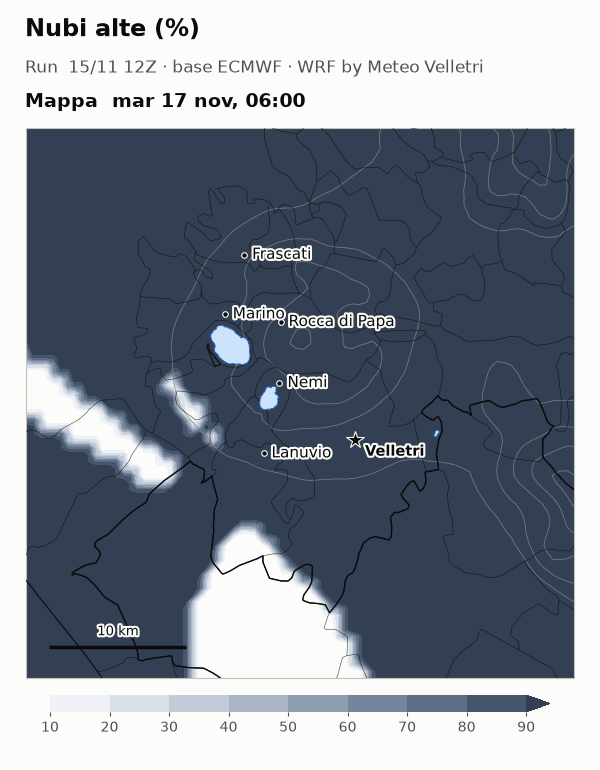 Nubi alte (%)
Run  15/11 12Z · base ECMWF · WRF by Meteo Velletri
Mappa  mar 17 nov, 06:00
Frascati
Marino
Rocca di Papa
Nemi
Velletri
Lanuvio
10 km
10 20 30 40 50 60 70 80 90